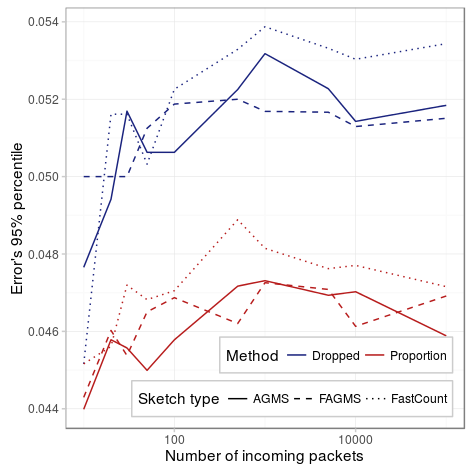 0.054
0.052
0.050
0.048
0.046
0.044
Error's 95% percentile
Method Dropped Proportion
Sketch type AGMS FAGMS FastCount
100 10000
Number of incoming packets